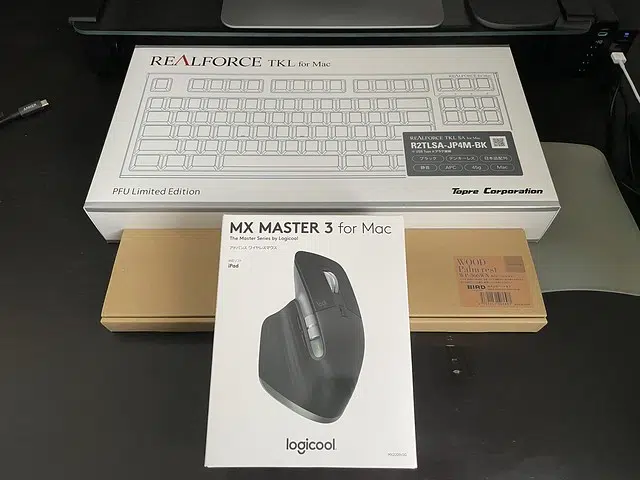 REALFORCE TKL for Mac
REALFORCE TKL SA for Mac
R2TLSA-JP4M-BK
ブラック テンキーレス 日本語配列
静音 APC 45g Mac
PFU Limited Edition
Topre Corporation
MX MASTER 3 for Mac
The Master Series by Logicool
アドバンス ワイヤレスマウス
iPad
WOOD
Palmrest
BIRD
logicool
ANKER